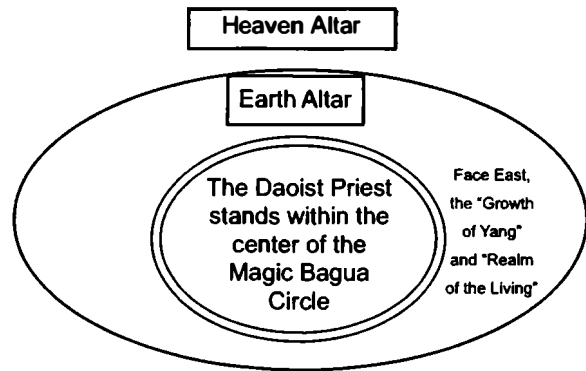 Heaven Altar
Earth Altar
The Daoist Priest
stands within the
center of the
Magic Bagua
Circle
Face East,
the "Growth
of Yang"
and "Realm
of the Living"